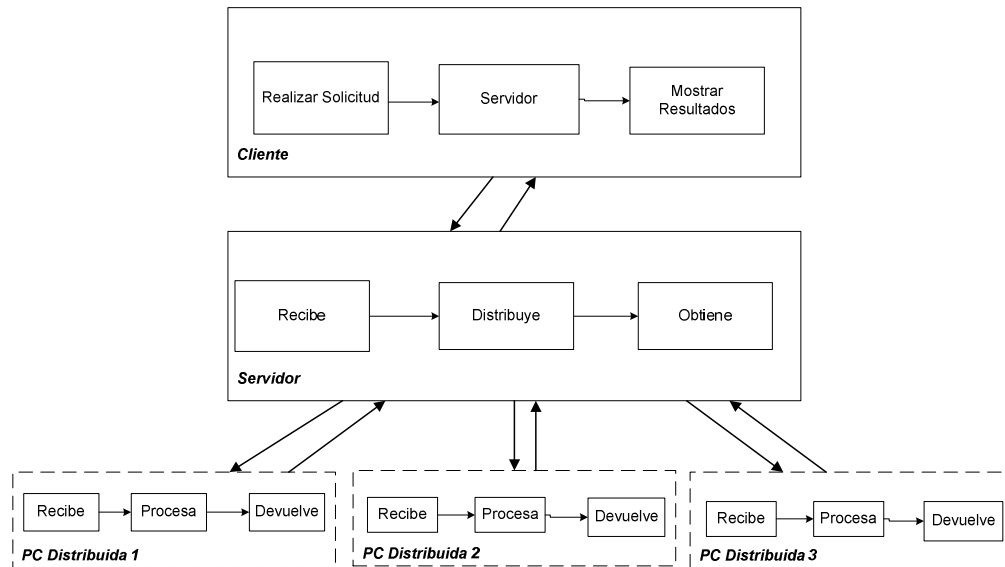 Realizar Solicitud
Servidor
Mostrar
Resultados
Cliente
Recibe
Distribuye
Obtiene
Servidor
Recibe
Procesa
Devuelve
PC Distribuida 1
Recibe
Procesa
Devuelve
PC Distribuida 2
Recibe
Procesa
Devuelve
PC Distribuida 3